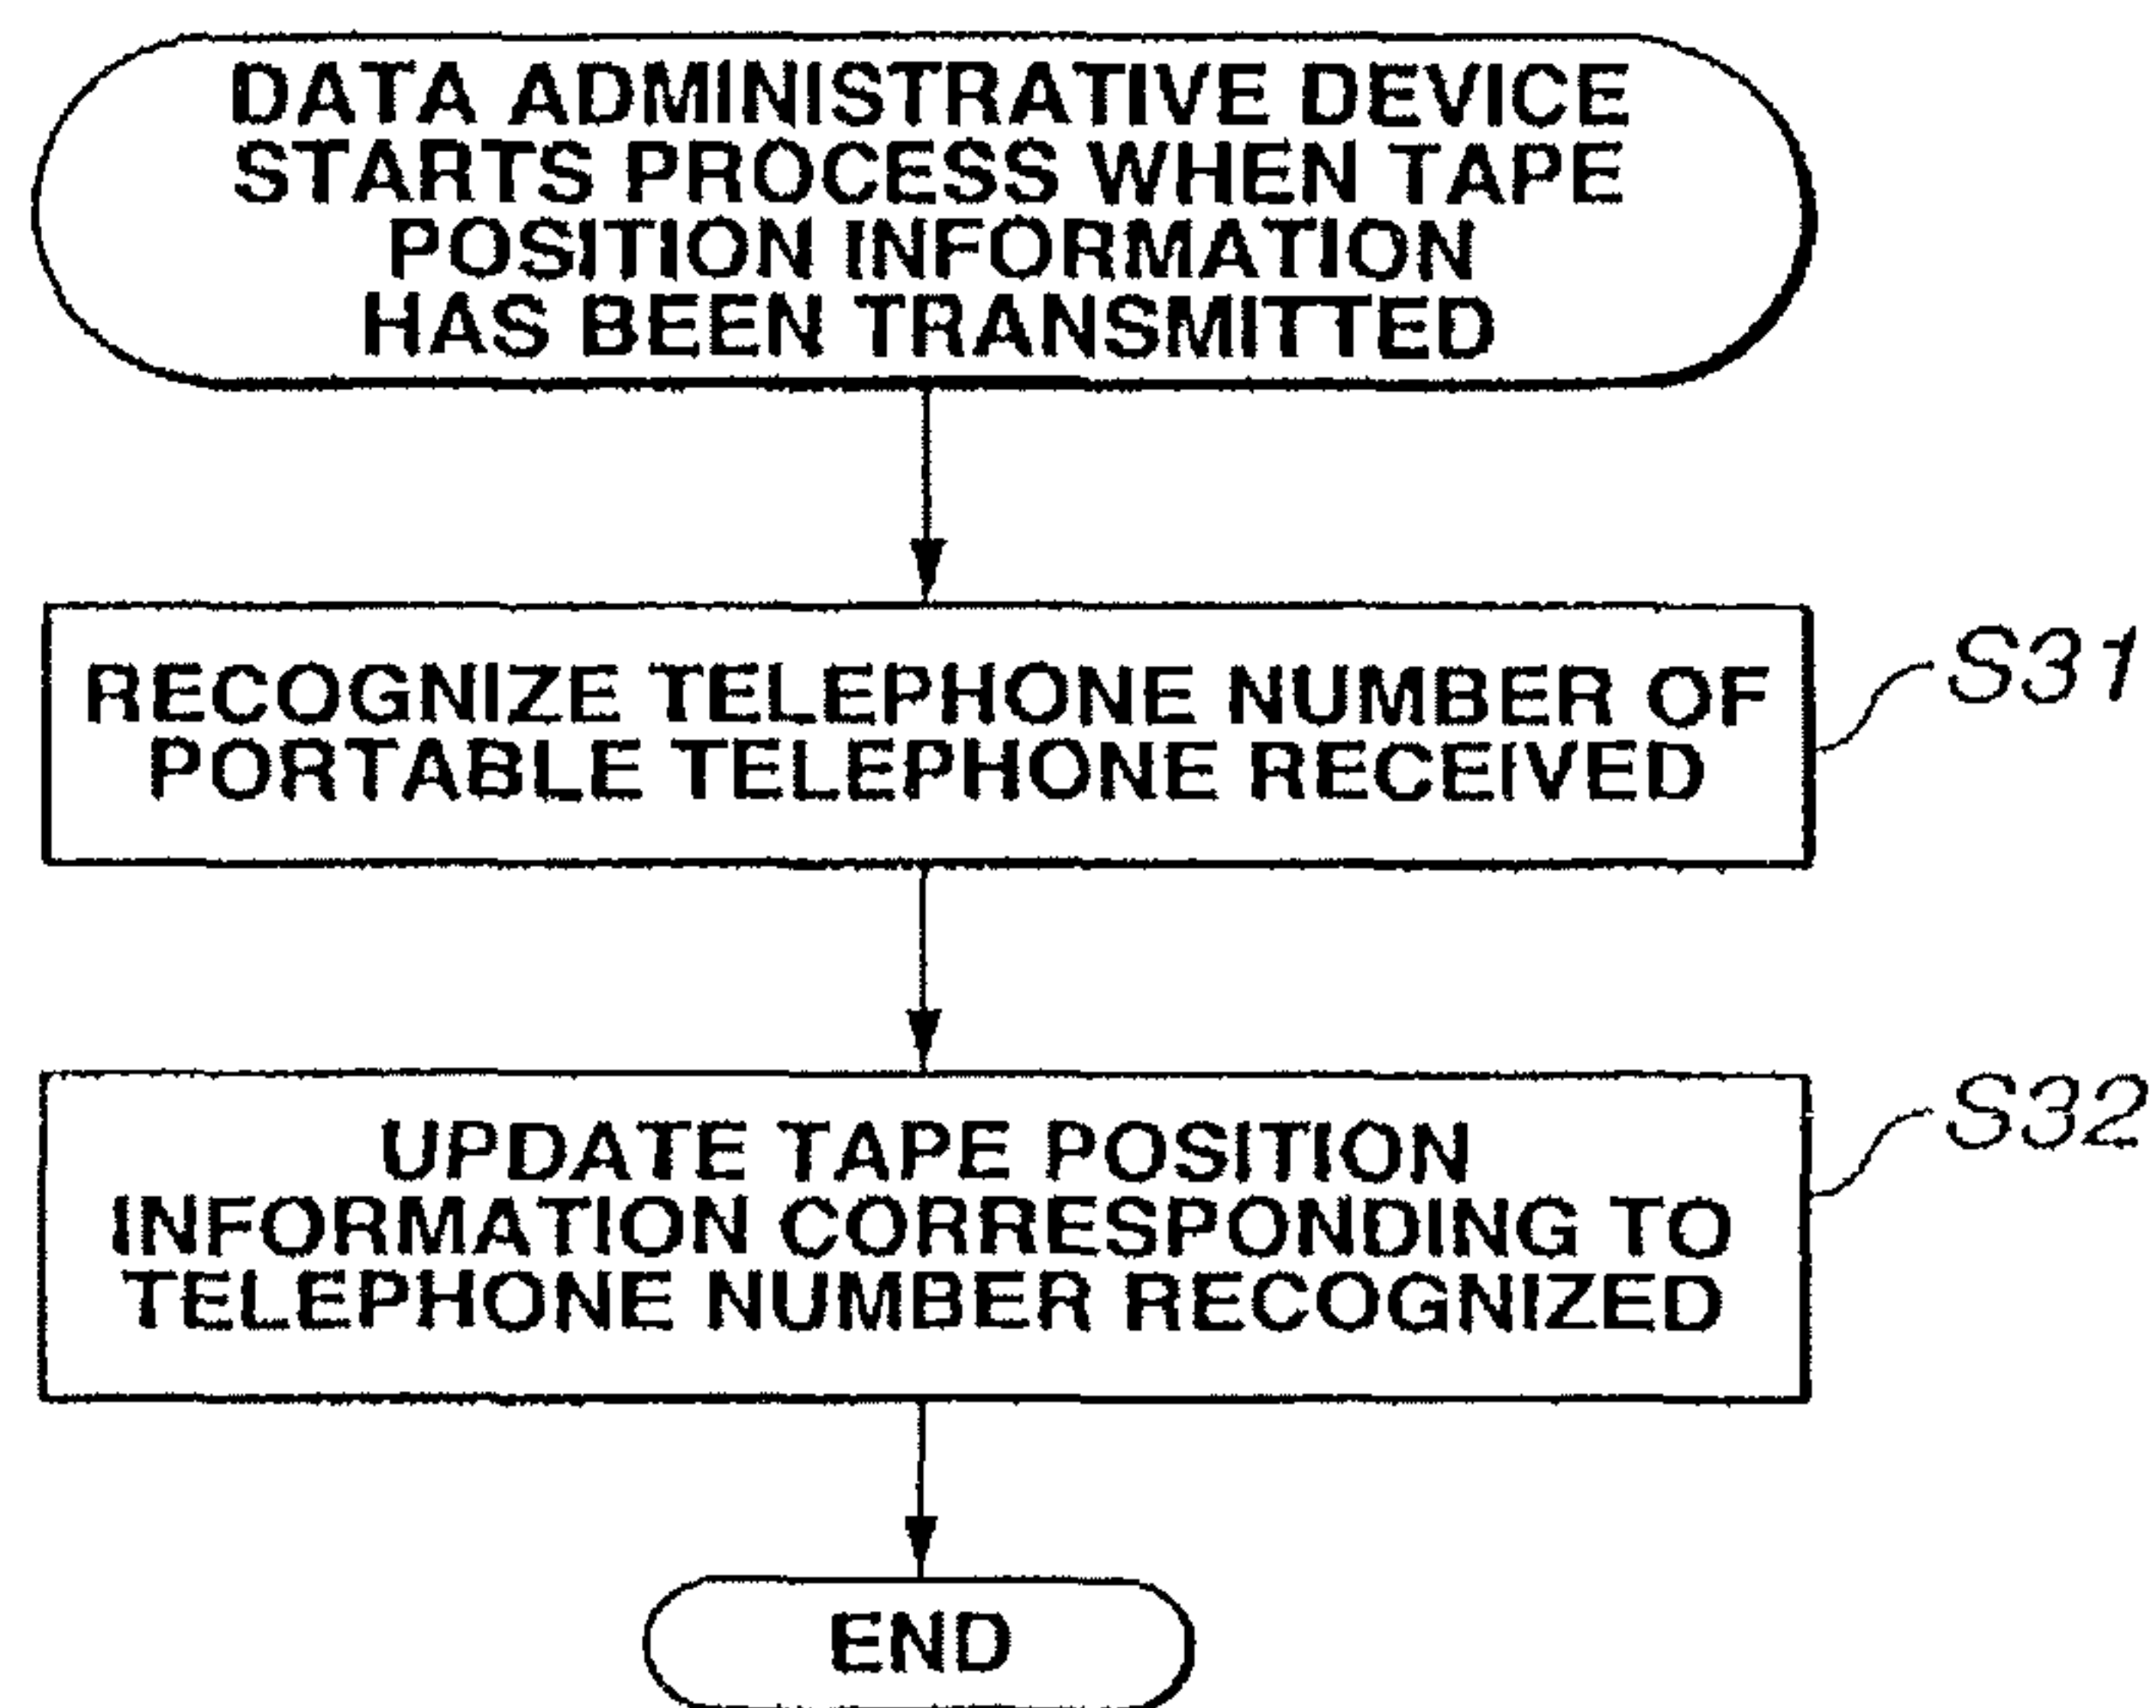 DATA ADMINISTRATIVE DEVICE
STARTS PROCESS WHEN TAPE
POSITION INFORMATION
HAS BEEN TRANSMITTED
RECOGNIZE TELEPHONE NUMBER OF
PORTABLE TELEPHONE RECEIVED
S31
UPDATE TAPE POSITION
INFORMATION CORRESPONDING TO
TELEPHONE NUMBER RECOGNIZED
S32
END